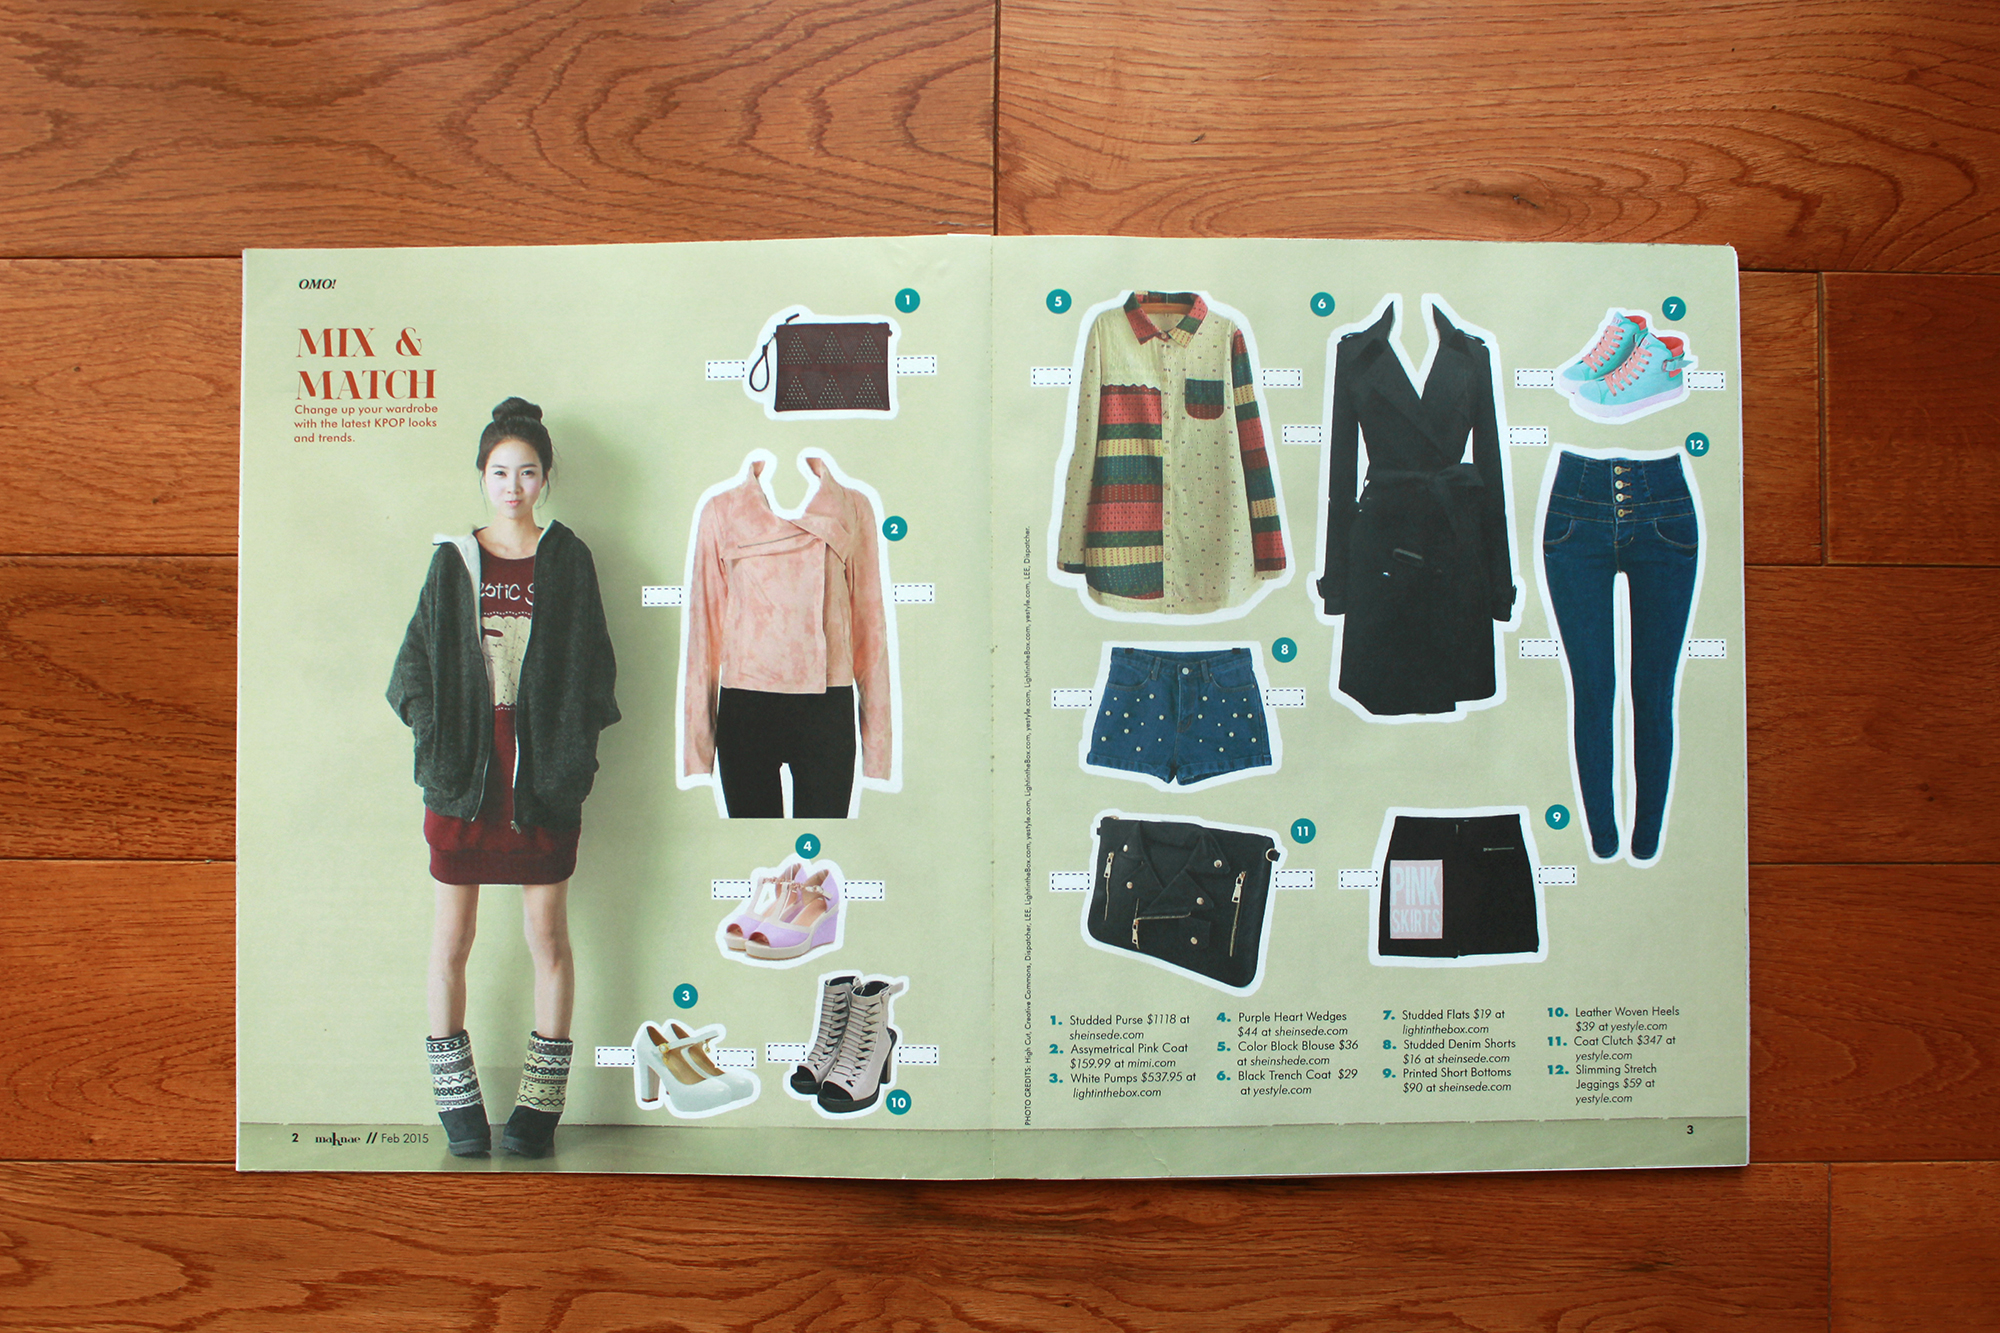 OMO!
MIX &
MATCH
Change up your wardrobe
with the latest KPOP looks
and trends.
1
2
4
3
10
2 maknae // Feb 2015
5
6
7
12
8
11
9
PINK
SKIRTS
PHOTO CREDITS: High Cut, Creative Commons, Dispatcher, LEE, LightintheBox.com, yestyle.com, LightintheBox.com, yestyle.com, LightintheBox.com, yestyle.com, LEE, Dispatcher.
1. Studded Purse $1118 at
sheinsede.com
2. Assymetrical Pink Coat
$159.99 at mimi.com
3. White Pumps $537.95 at
lightinthebox.com
4. Purple Heart Wedges
$44 at sheinsede.com
5. Color Block Blouse $36
at sheinshede.com
6. Black Trench Coat $29
at yestyle.com
7. Studded Flats $19 at
lightinthebox.com
8. Studded Denim Shorts
$16 at sheinsede.com
9. Printed Short Bottoms
$90 at sheinsede.com
10. Leather Woven Heels
$39 at yestyle.com
11. Coat Clutch $347 at
yestyle.com
12. Slimming Stretch
Jeggings $59 at
yestyle.com
3